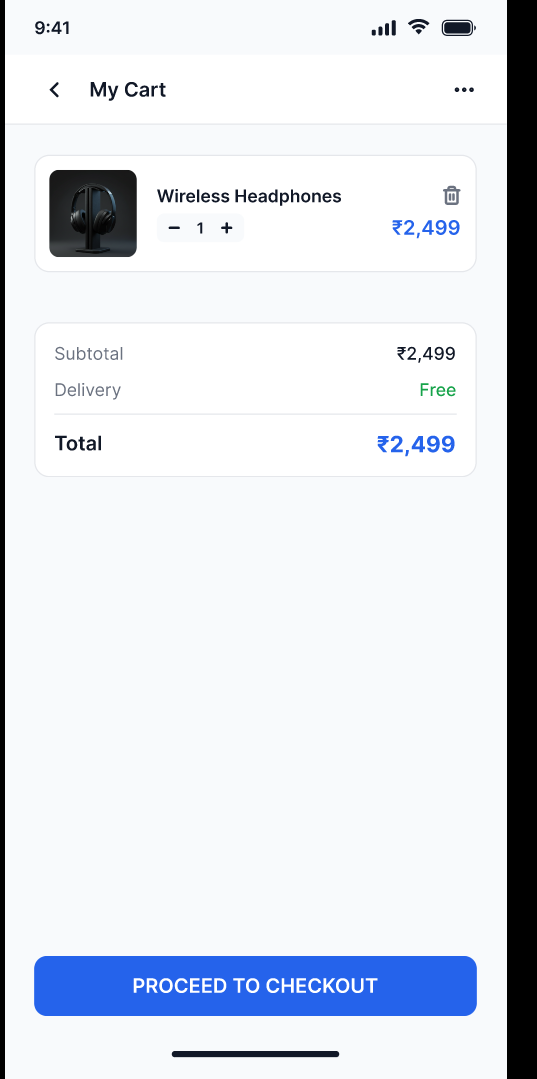 9:41
My Cart
Wireless Headphones
1
₹2,499
Subtotal
₹2,499
Delivery
Free
Total
₹2,499
PROCEED TO CHECKOUT